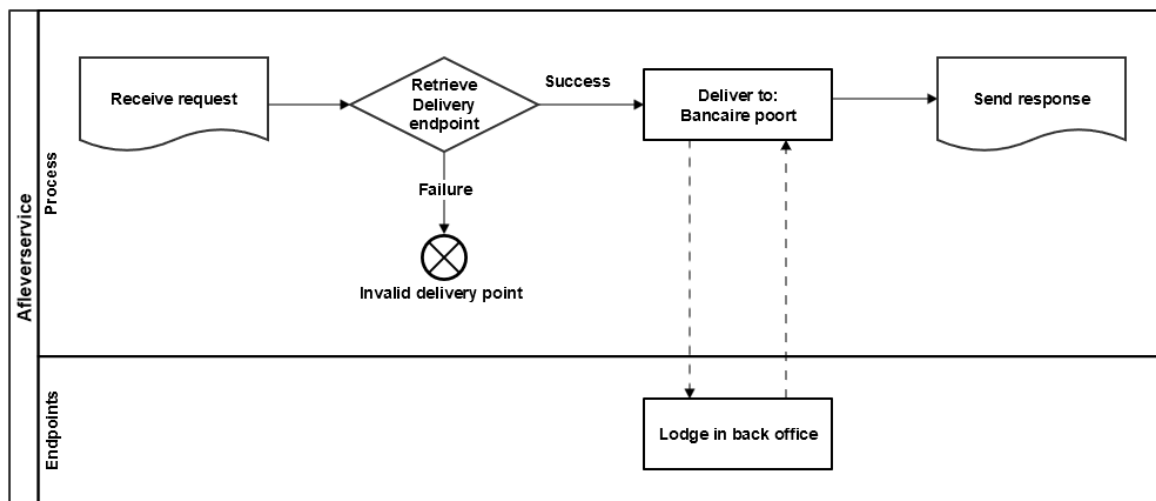 Afleverservice
Process
Receive request
Retrieve
Delivery
endpoint
Success
Deliver to:
Bancaire poort
Send response
Failure
Invalid delivery point
Endpoints
Lodge in back office